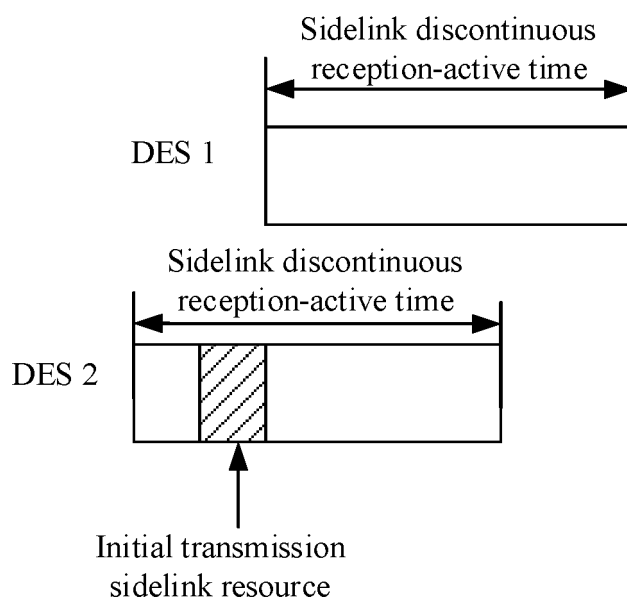 Sidelink discontinuous
reception-active time
DES 1
Sidelink discontinuous
reception-active time
DES 2
Initial transmission
sidelink resource